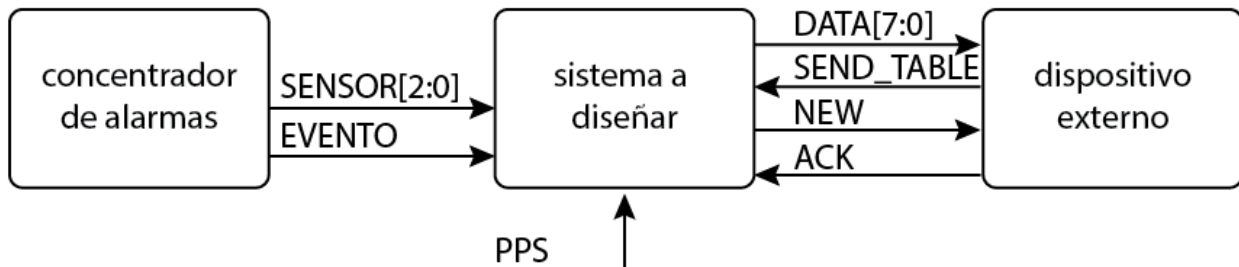 concentrador
de alarmas
SENSOR[2:0]
EVENTO
sistema a
diseñar
DATA[7:0]
SEND_TABLE
NEW
ACK
dispositivo
externo
PPS